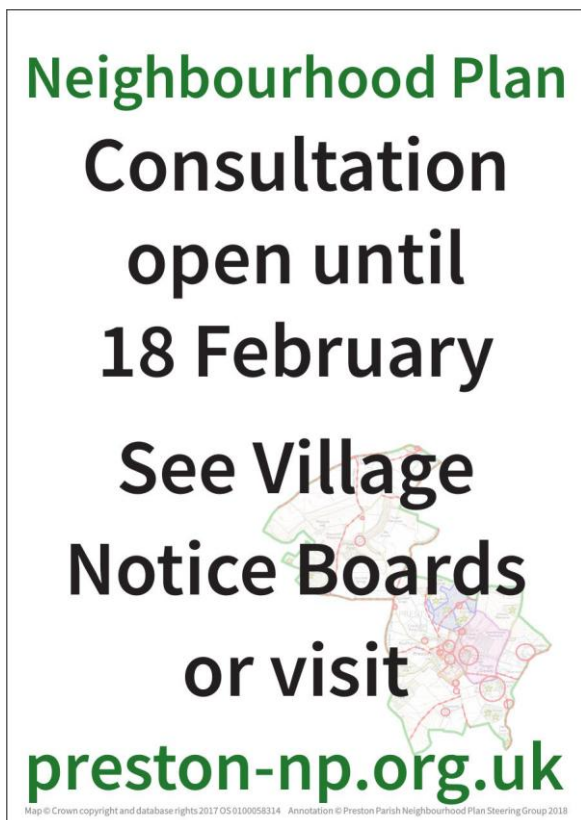 Neighbourhood Plan
Consultation
open until
18 February
See Village
Notice Boards
or visit
preston-np.org.uk
Map © Crown copyright and database rights 2017 OS 0100058314 Annotation © Preston Parish Neighbourhood Plan Steering Group 2018